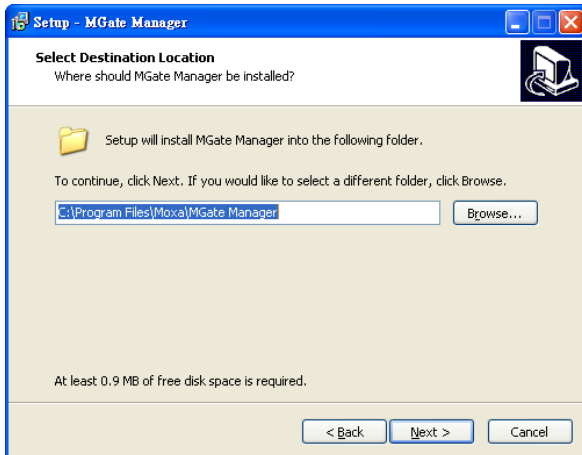 Setup - MGate Manager
Select Destination Location
Where should MGate Manager be installed?
Setup will install MGate Manager into the following folder.
To continue, click Next. If you would like to select a different folder, click Browse.
C:\Program Files\Moxa\MGate Manager
Browse...
At least 0.9 MB of free disk space is required.
< Back
Next >
Cancel